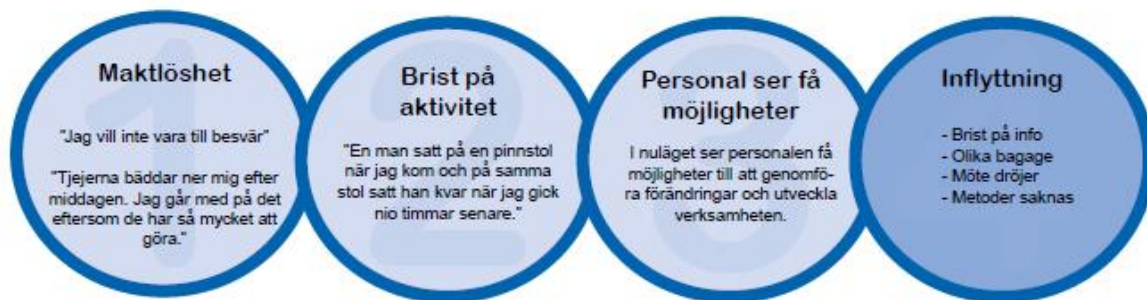 1
Maktlöshet
"Jag vill inte vara till besvär"
"Tjejerna bäddar ner mig efter
middagen. Jag går med på det
eftersom de har så mycket att
göra."
2
Brist på
aktivitet
"En man satt på en pinnstol
när jag kom och på samma
stol satt han kvar när jag gick
nio timmar senare."
3
Personal ser få
möjligheter
I nuläget ser personalen få
möjligheter till att genomfö-
ra förändringar och utveckla
verksamheten.
Inflyttning
- Brist på info
- Olika bagage
- Möte dröjer
- Metoder saknas